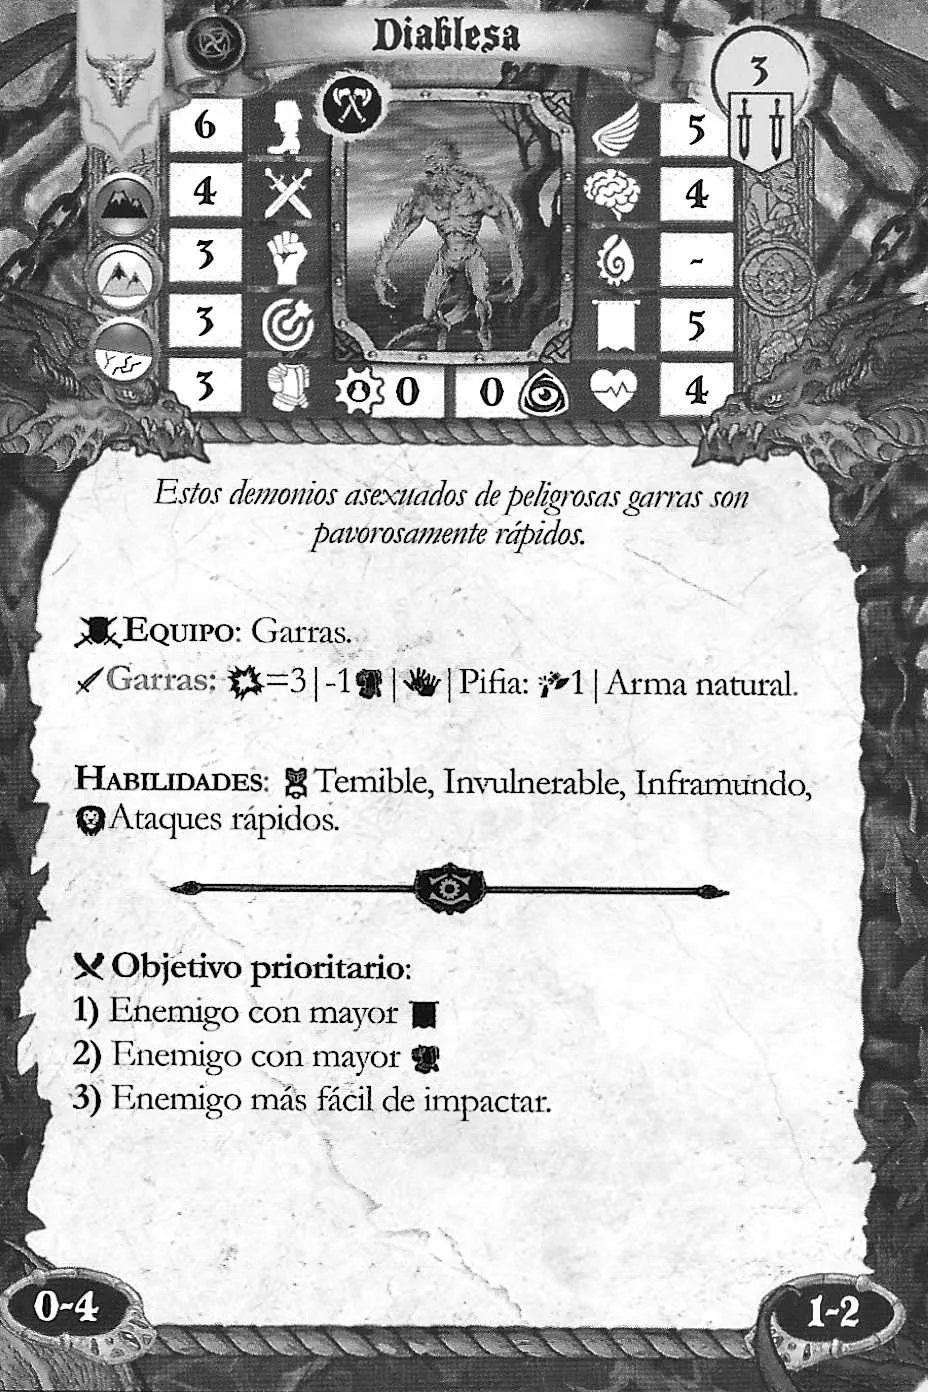 Diablesa
3
6
5
4
4
3
-
3
5
3
0
0
4
Estos demonios asexuados de peligrosas garras son
pavorosamente rápidos.
EQUIPO: Garras.
Garras: =3 | -1 | | Pifia: 1 | Arma natural.
HABILIDADES: Temible, Invulnerable, Inframundo,
Ataques rápidos.
Objetivo prioritario:
1) Enemigo con mayor
2) Enemigo con mayor
3) Enemigo más fácil de impactar.
0-4
1-2